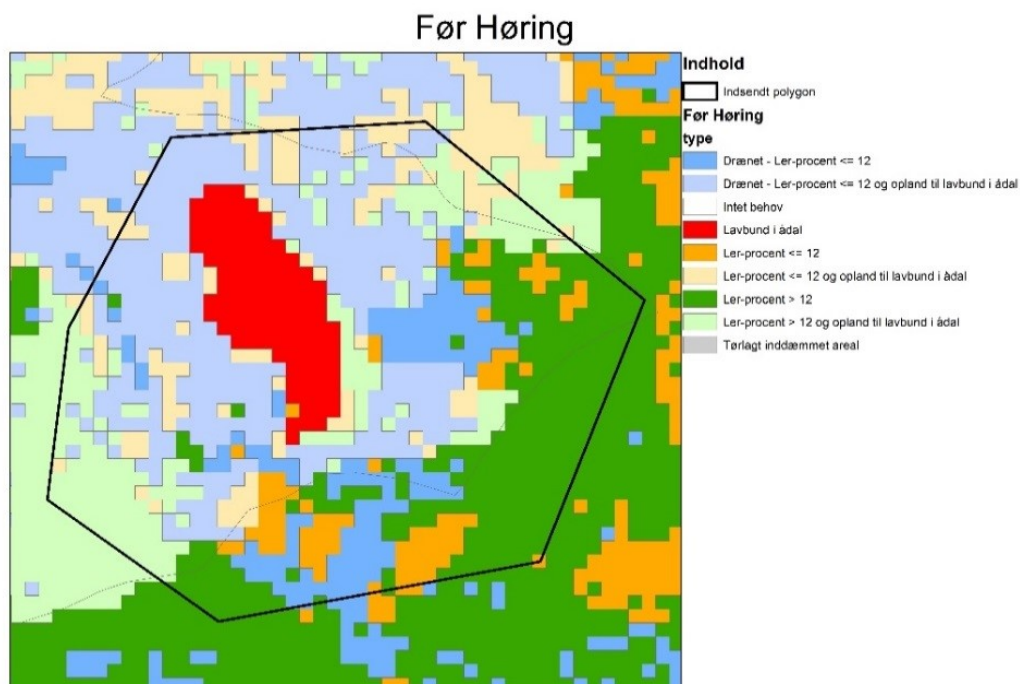 Før Høring
Indhold
Indsendt polygon
Før Høring
type
Drænet - Ler-procent <= 12
Drænet - Ler-procent <= 12 og opland til lavbund i ådal
Intet behov
Lavbund i ådal
Ler-procent <= 12
Ler-procent <= 12 og opland til lavbund i ådal
Ler-procent > 12
Ler-procent > 12 og opland til lavbund i ådal
Tørlagt inddæmmet areal